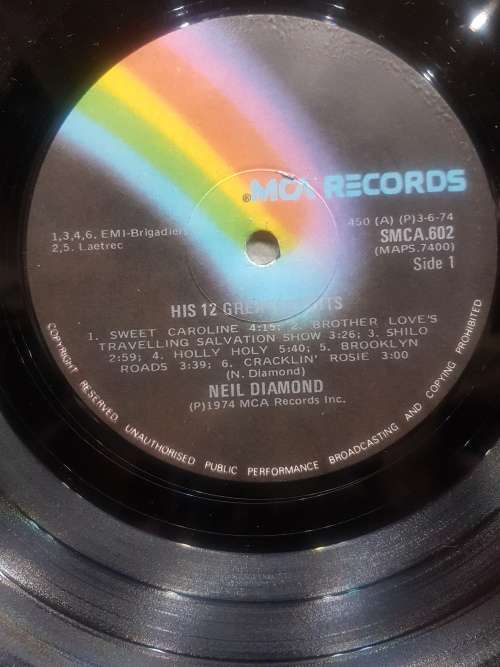 ®MCA RECORDS
450 (A) (P)3-6-74
1,3,4,6. EMI-Brigadiers
2,5. Laetrec
SMCA.602
(MAPS.7400)
Side 1
HIS 12 GREATEST HITS
1. SWEET CAROLINE 4:15; 2. BROTHER LOVE'S
TRAVELLING SALVATION SHOW 3:26; 3. SHILO
2:59; 4. HOLLY HOLY 5:40; 5. BROOKLYN
ROADS 3:39; 6. CRACKLIN' ROSIE 3:00
(N. Diamond)
NEIL DIAMOND
(P)1974 MCA Records Inc.
COPYRIGHT RESERVED. UNAUTHORISED PUBLIC PERFORMANCE BROADCASTING AND COPYING PROHIBITED